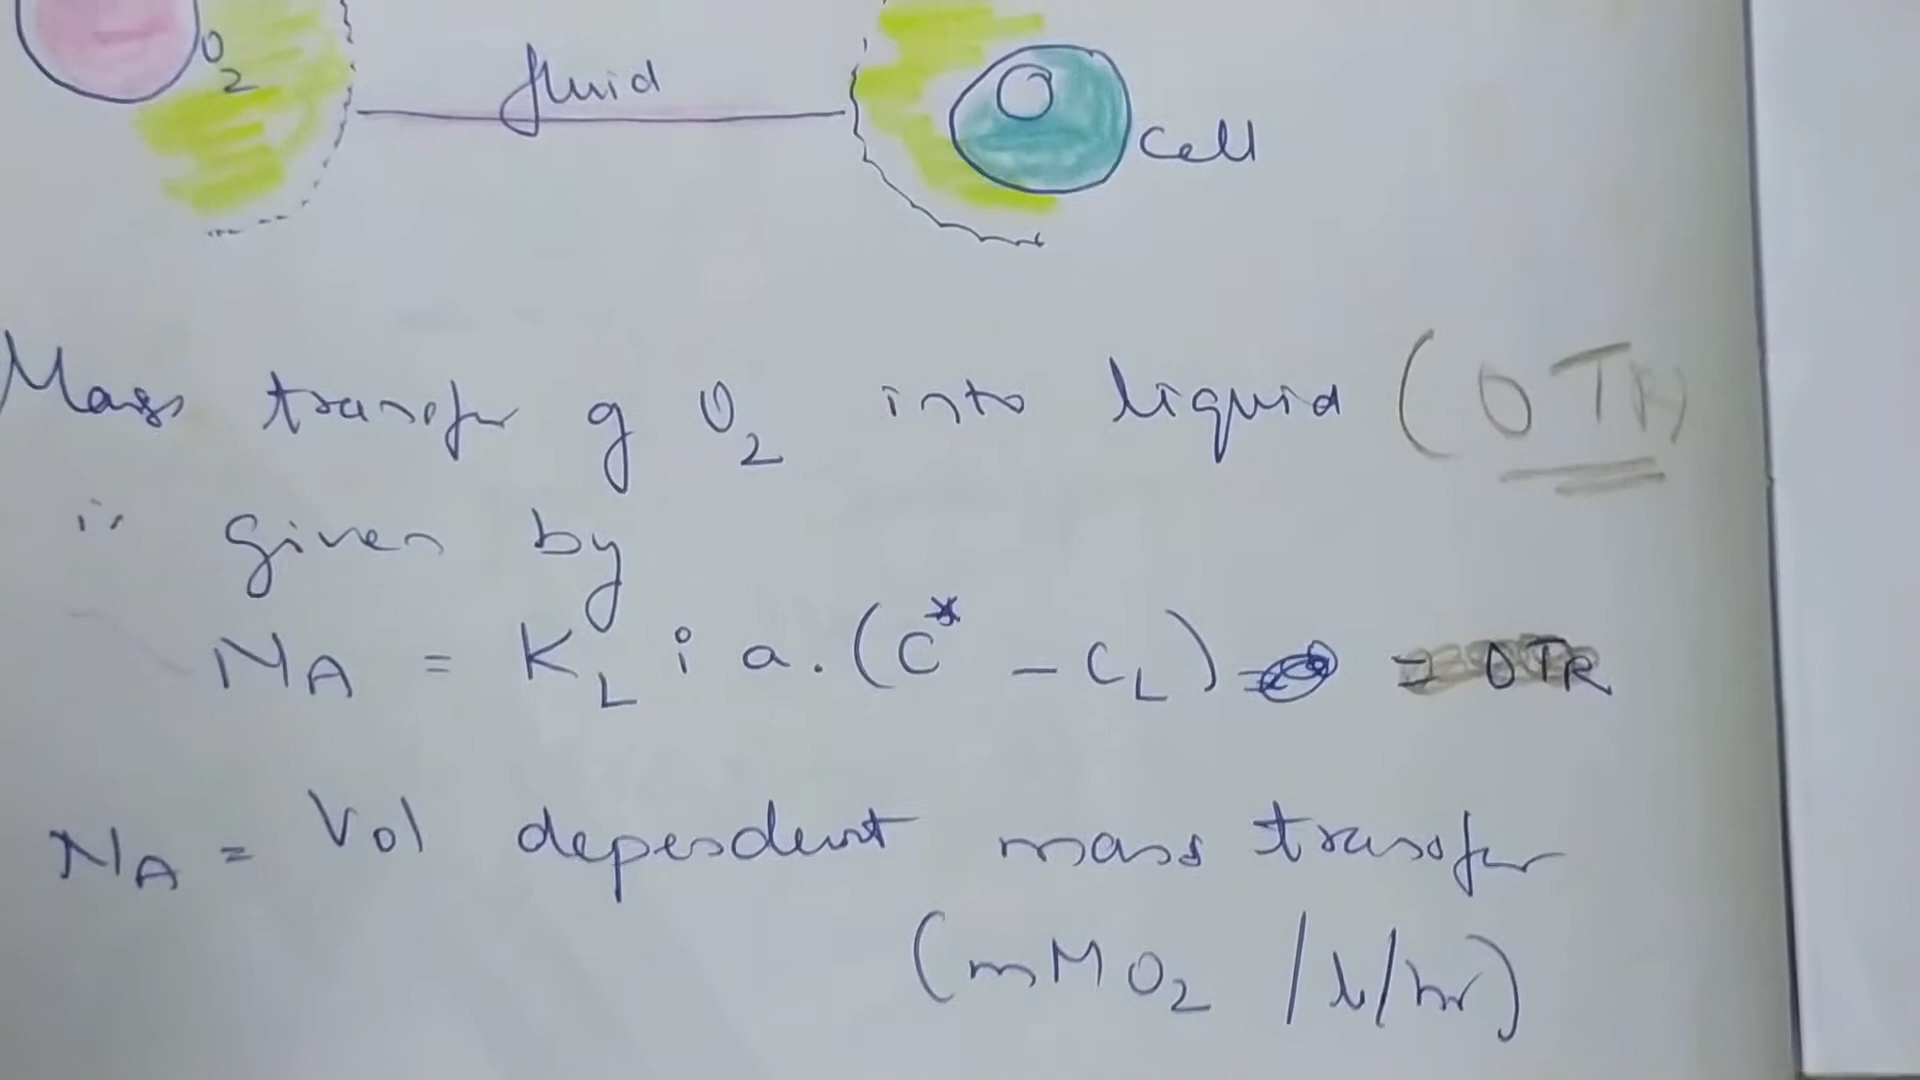 O2
fluid
cell
Mass transfer of O2 into liquid (OTR)
is given by
NA = KL i a. (C* - CL) = OTR
NA = Vol dependent mass transfer
(mM O2 / L/hr)